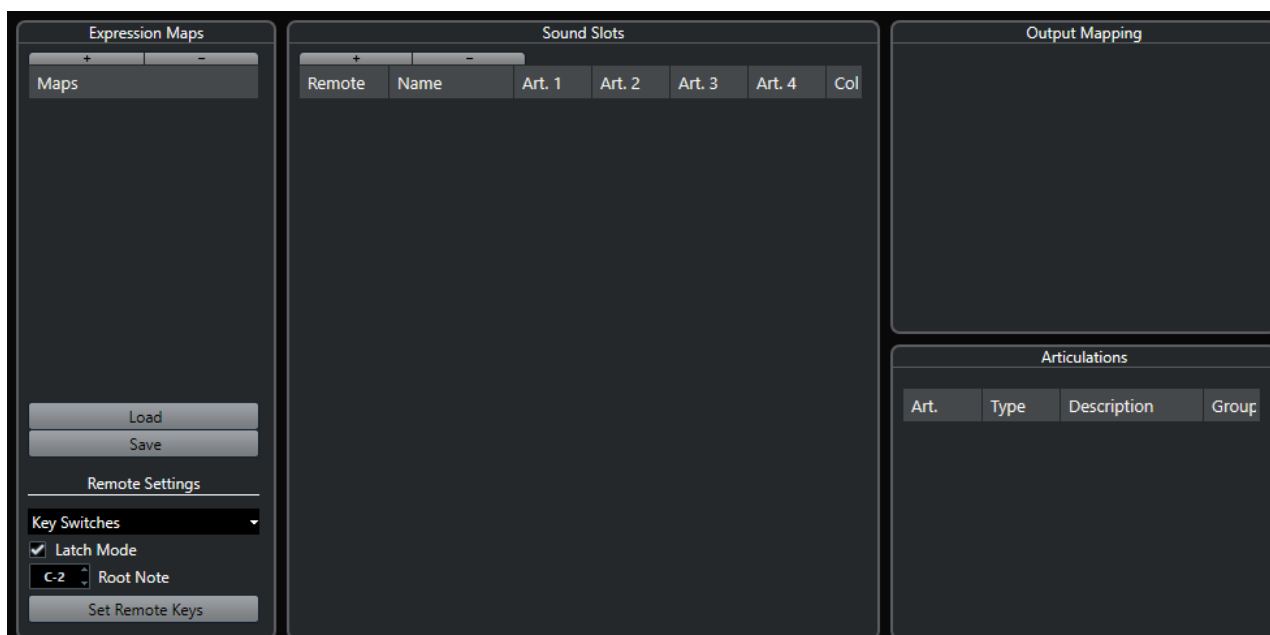 Expression Maps
+ -
Maps
Load
Save
Remote Settings
Key Switches
Latch Mode
C-2 Root Note
Set Remote Keys
Sound Slots
+ -
Remote Name Art. 1 Art. 2 Art. 3 Art. 4 Col
Output Mapping
Articulations
Art. Type Description Group